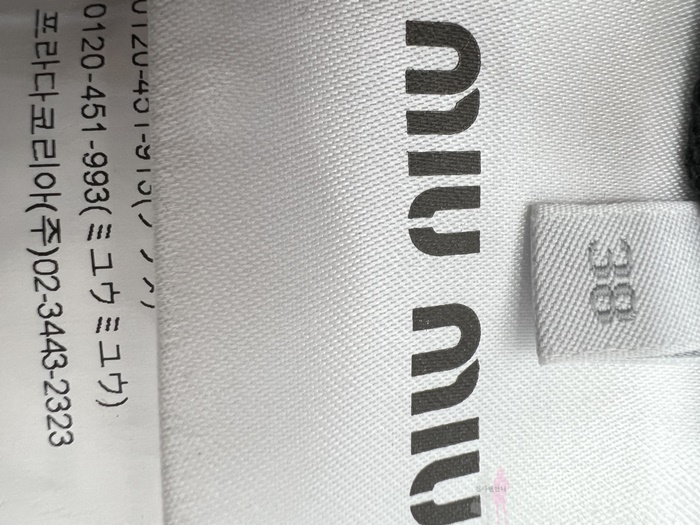 miu miu
38
0120-451-993(ミュウミュウ)
프라다코리아(주)02-3443-2323